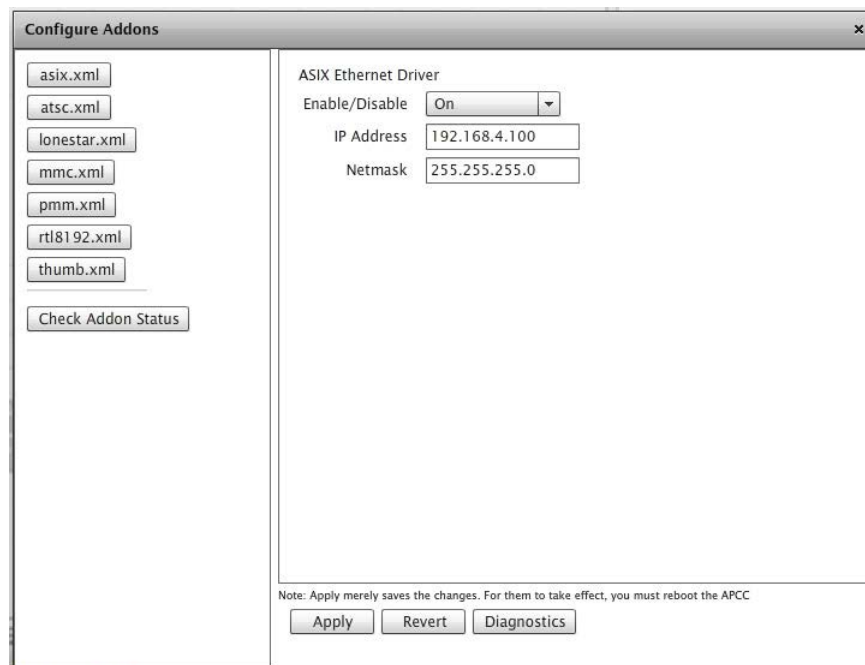 Configure Addons
×
asix.xml
atsc.xml
lonestar.xml
mmc.xml
pmm.xml
rtl8192.xml
thumb.xml
Check Addon Status
ASIX Ethernet Driver
Enable/Disable On
IP Address 192.168.4.100
Netmask 255.255.255.0
Note: Apply merely saves the changes. For them to take effect, you must reboot the APCC
Apply Revert Diagnostics